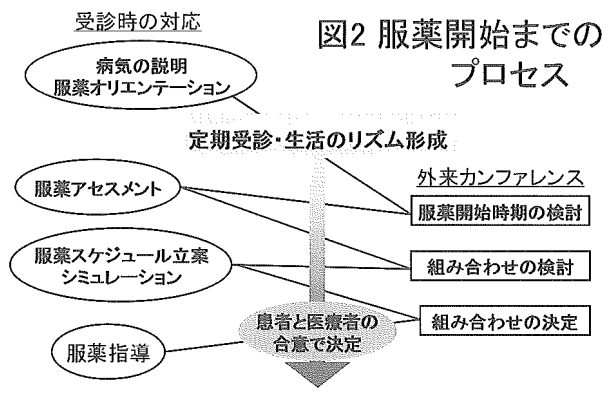 受診時の対応
図2 服薬開始までの
プロセス
病気の説明
服薬オリエンテーション
定期受診・生活のリズム形成
外来カンファレンス
服薬アセスメント
服薬開始時期の検討
服薬スケジュール立案
シミュレーション
組み合わせの検討
患者と医療者の
合意で決定
組み合わせの決定
服薬指導